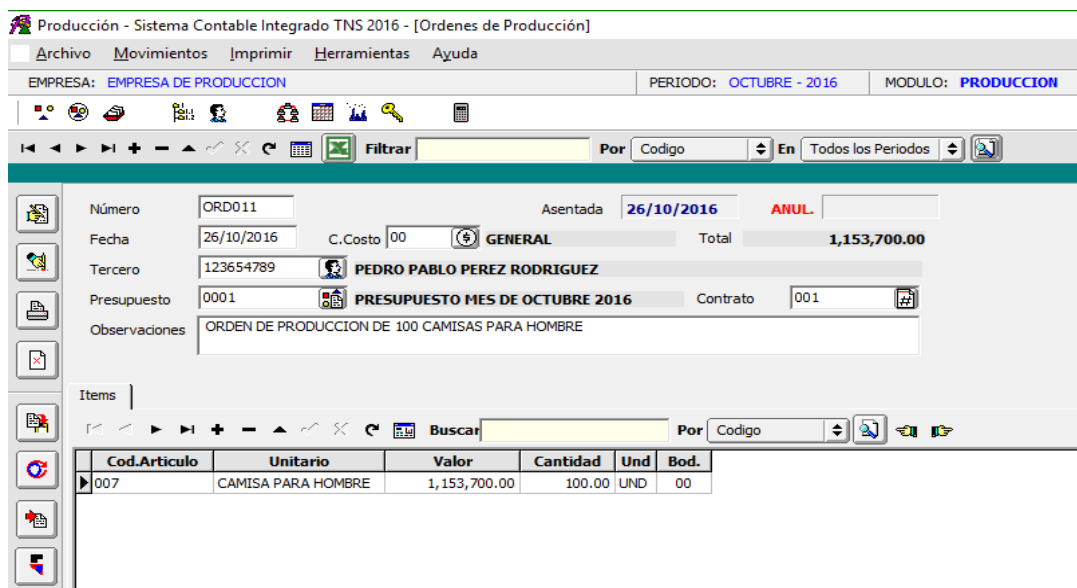 Producción - Sistema Contable Integrado TNS 2016 - [Ordenes de Producción]
Archivo Movimientos Imprimir Herramientas Ayuda
EMPRESA: EMPRESA DE PRODUCCION PERIODO: OCTUBRE - 2016 MODULO: PRODUCCION
Filtrar Por Codigo En Todos los Periodos
Número ORD011 Asentada 26/10/2016 ANUL.
Fecha 26/10/2016 C.Costo 00 GENERAL Total 1,153,700.00
Tercero 123654789 PEDRO PABLO PEREZ RODRIGUEZ
Presupuesto 0001 PRESUPUESTO MES DE OCTUBRE 2016 Contrato 001
Observaciones ORDEN DE PRODUCCION DE 100 CAMISAS PARA HOMBRE
Items
Buscar Por Codigo
Cod.Articulo Unitario Valor Cantidad Und Bod.
007 CAMISA PARA HOMBRE 1,153,700.00 100.00 UND 00